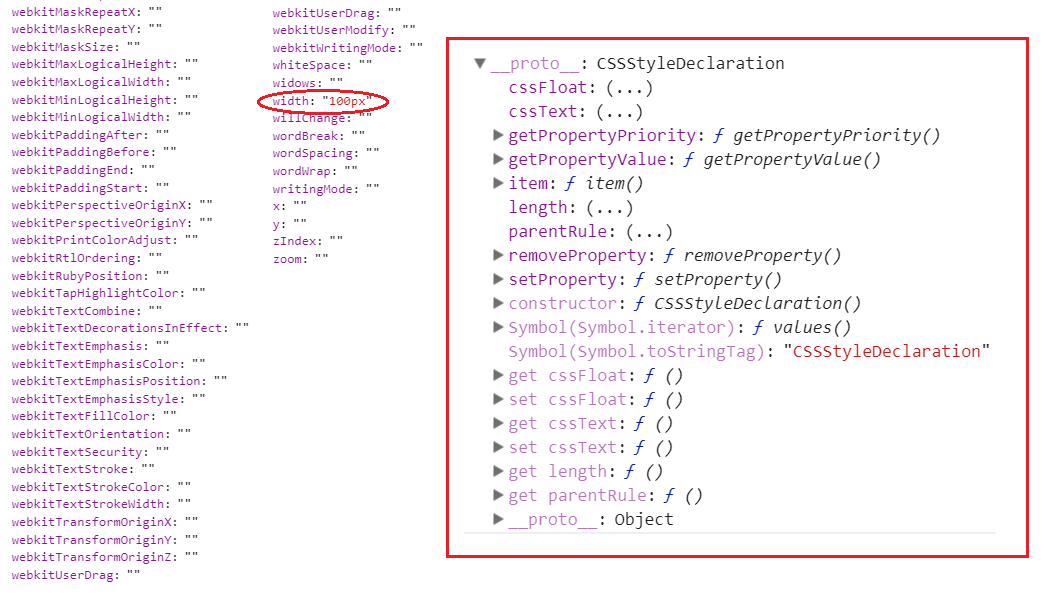 webkitMaskRepeatX: ""
webkitMaskRepeatY: ""
webkitMaskSize: ""
webkitMaxLogicalHeight: ""
webkitMaxLogicalWidth: ""
webkitMinLogicalHeight: ""
webkitMinLogicalWidth: ""
webkitPaddingAfter: ""
webkitPaddingBefore: ""
webkitPaddingEnd: ""
webkitPaddingStart: ""
webkitPerspectiveOriginX: ""
webkitPerspectiveOriginY: ""
webkitPrintColorAdjust: ""
webkitRtlOrdering: ""
webkitRubyPosition: ""
webkitTapHighlightColor: ""
webkitTextCombine: ""
webkitTextDecorationsInEffect: ""
webkitTextEmphasis: ""
webkitTextEmphasisColor: ""
webkitTextEmphasisPosition: ""
webkitTextEmphasisStyle: ""
webkitTextFillColor: ""
webkitTextOrientation: ""
webkitTextSecurity: ""
webkitTextStroke: ""
webkitTextStrokeColor: ""
webkitTextStrokeWidth: ""
webkitTransformOriginX: ""
webkitTransformOriginY: ""
webkitTransformOriginZ: ""
webkitUserDrag: ""
webkitUserDrag: ""
webkitUserModify: ""
webkitWritingMode: ""
whiteSpace: ""
widows: ""
width: "100px"
willChange: ""
wordBreak: ""
wordSpacing: ""
wordWrap: ""
writingMode: ""
x: ""
y: ""
zIndex: ""
zoom: ""
▼__proto__: CSSStyleDeclaration
cssFloat: (...)
cssText: (...)
▶getPropertyPriority: ƒ getPropertyPriority()
▶getPropertyValue: ƒ getPropertyValue()
▶item: ƒ item()
length: (...)
parentRule: (...)
▶removeProperty: ƒ removeProperty()
▶setProperty: ƒ setProperty()
▶constructor: ƒ CSSStyleDeclaration()
▶Symbol(Symbol.iterator): ƒ values()
Symbol(Symbol.toStringTag): "CSSStyleDeclaration"
▶get cssFloat: ƒ ()
▶set cssFloat: ƒ ()
▶get cssText: ƒ ()
▶set cssText: ƒ ()
▶get length: ƒ ()
▶get parentRule: ƒ ()
▶__proto__: Object